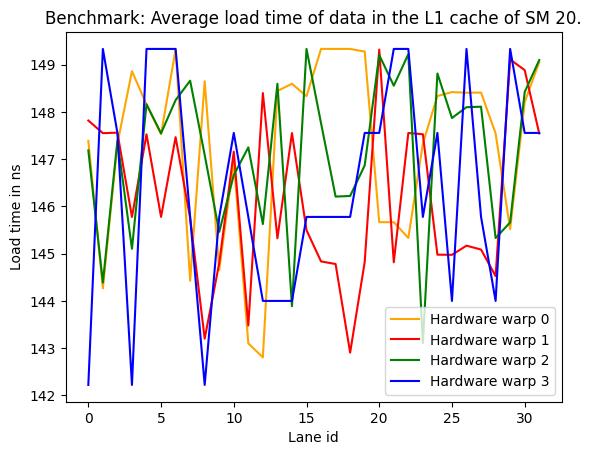 Benchmark: Average load time of data in the L1 cache of SM 20.
Load time in ns
149
148
147
146
145
144
143
142
0 5 10 15 20 25 30
Lane id
Hardware warp 0
Hardware warp 1
Hardware warp 2
Hardware warp 3